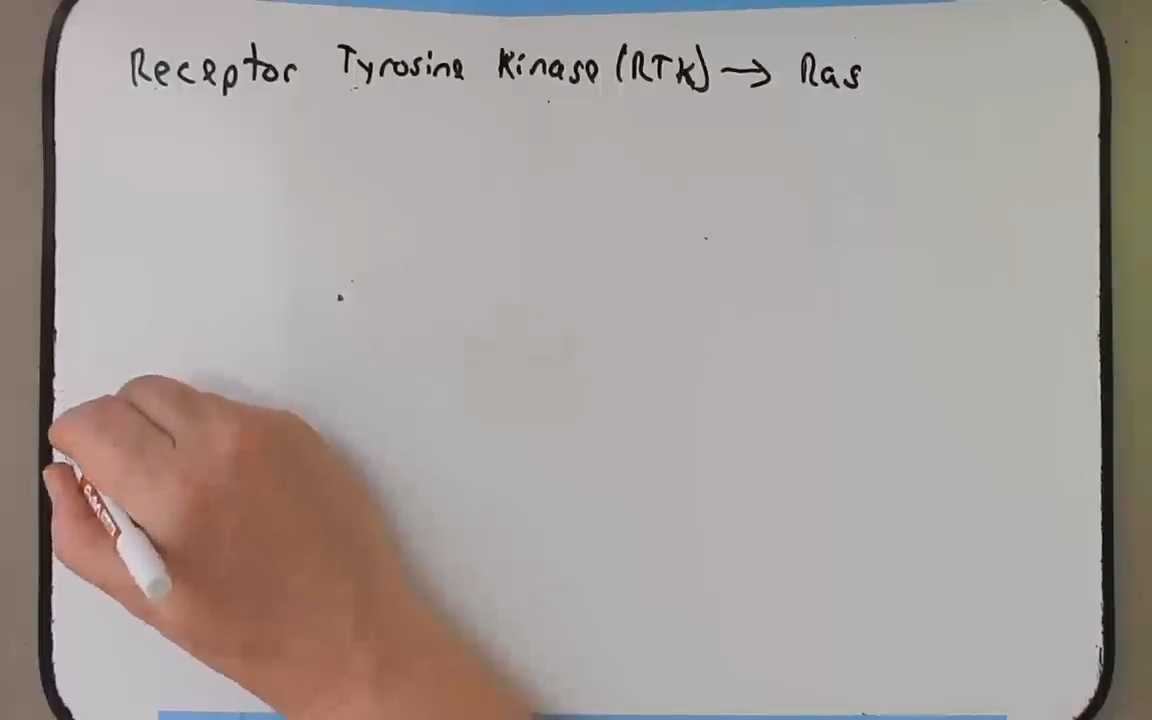 Receptor Tyrosine Kinase (RTK) → Ras